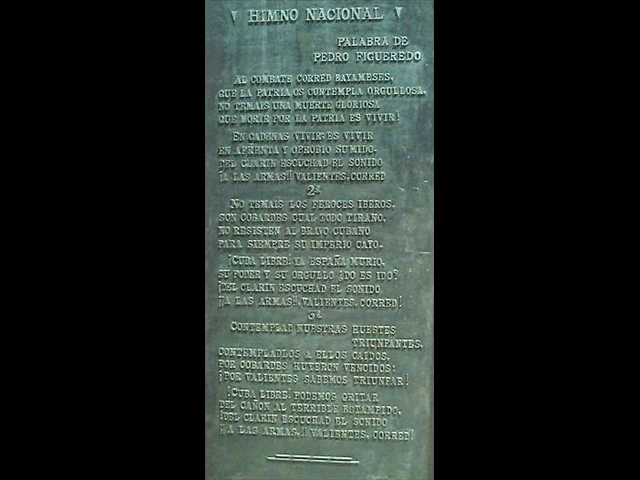 HIMNO NACIONAL
PALABRA DE
PEDRO FIGUEREDO
AL COMBATE CORRED BAYAMESES,
QUE LA PATRIA OS CONTEMPLA ORGULLOSA.
NO TEMAIS UNA MUERTE GLORIOSA
QUE MORIR POR LA PATRIA ES VIVIR!
EN CADENAS VIVIR: ES VIVIR
EN AFRENTA Y OPROBIO SUMIDO.
DEL CLARIN ESCUCHAD EL SONIDO
¡A LAS ARMAS!! VALIENTES, CORRED
2ª
NO TEMAIS LOS FEROCES IBEROS,
SON COBARDES CUAL TODO TIRANO,
NO RESISTEN AL BRAVO CUBANO
PARA SIEMPRE SU IMPERIO CAYO.
¡CUBA LIBRE! YA ESPAÑA MURIO,
SU PODER Y SU ORGULLO ¿DO ES IDO?
¡DEL CLARIN ESCUCHAD EL SONIDO
¡¡A LAS ARMAS!!, VALIENTES, CORRED!
3ª
CONTEMPLAD NUESTRAS HUESTES
TRIUNFANTES,
CONTEMPLADLOS A ELLOS CAIDOS,
POR COBARDES HUYERON VENCIDOS:
¡POR VALIENTES SABEMOS TRIUNFAR!
¡CUBA LIBRE! PODEMOS GRITAR
DEL CAÑON AL TERRIBLE ESTAMPIDO,
¡DEL CLARIN ESCUCHAD EL SONIDO
¡¡A LAS ARMAS,!! VALIENTES, CORRED!